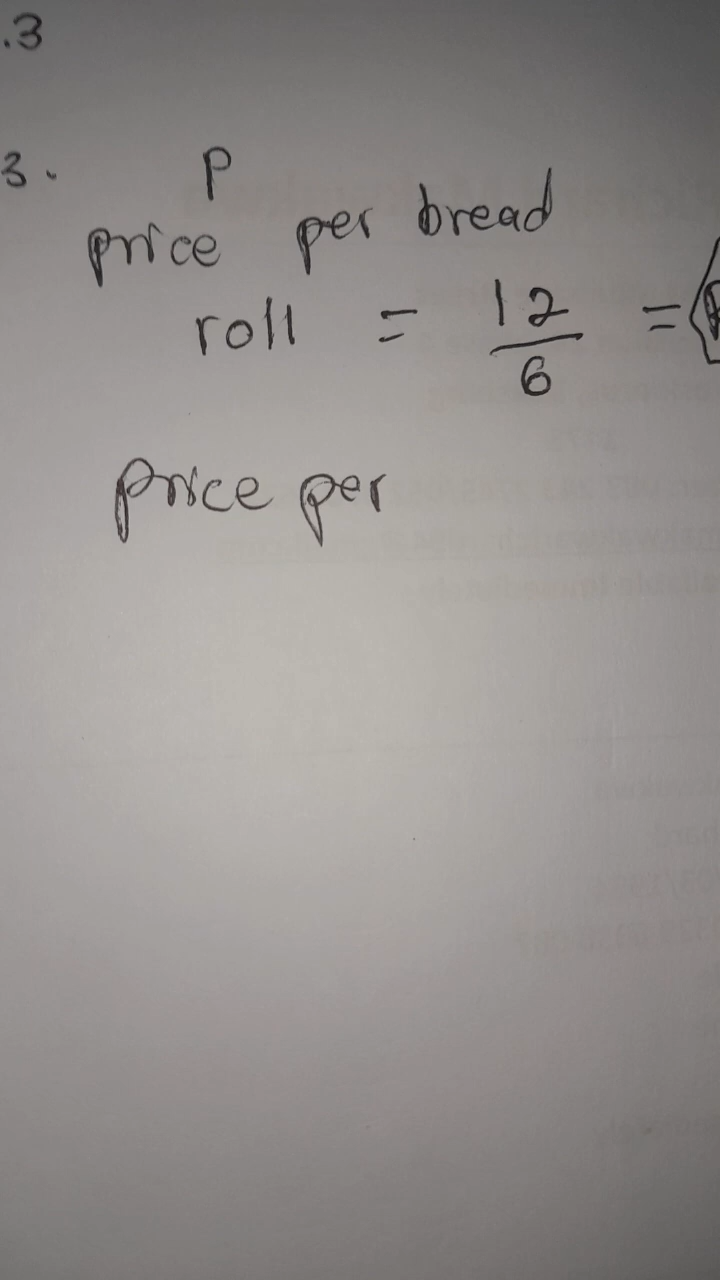 .3
3. P
price per bread
roll = 12/6 =
price per